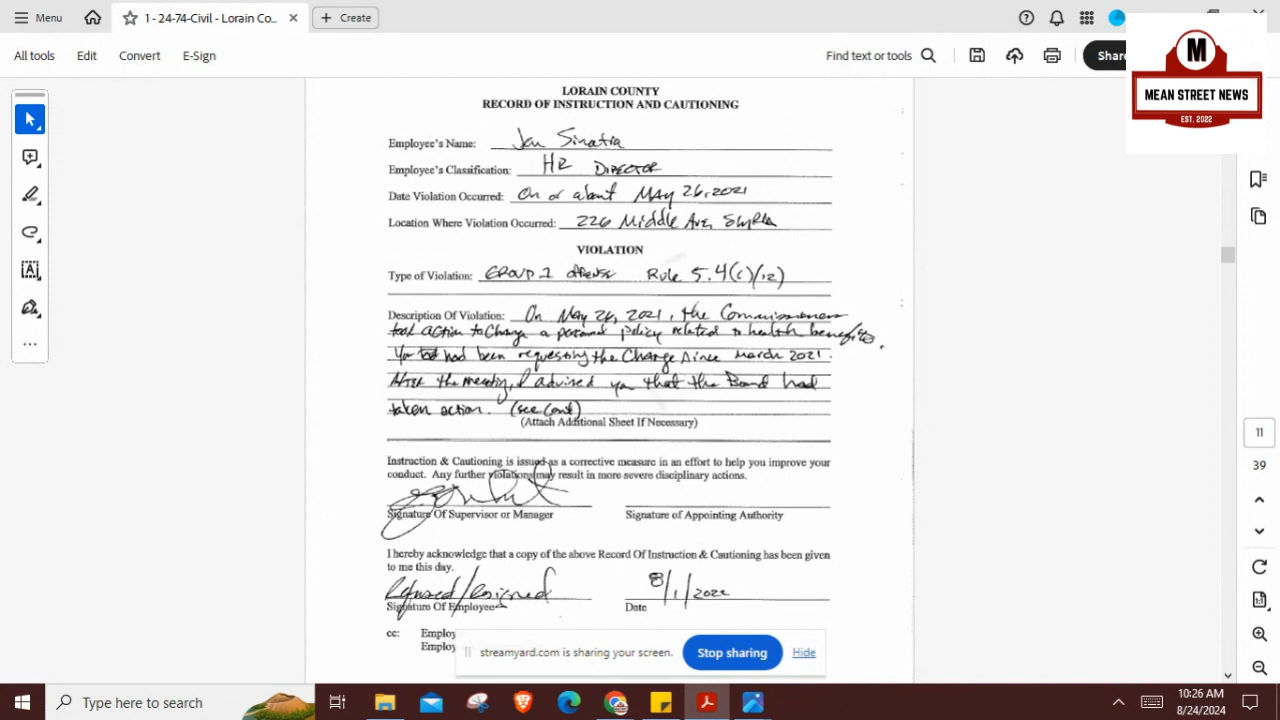 Menu
1 - 24-74-Civil - Lorain Co...
Create
All tools Edit Convert E-Sign
Find text or tools
Shar
M
MEAN STREET NEWS
EST. 2022
LORAIN COUNTY
RECORD OF INSTRUCTION AND CAUTIONING
Employee's Name: Jen Sinatra
Employee's Classification: HR DIRECTOR
Date Violation Occurred: On or about MAY 26, 2021
Location Where Violation Occurred: 226 Middle Ave, Elyria
VIOLATION
Type of Violation: GROUP 1 offense Rule 5.4(c)(12)
Description Of Violation: On May 26, 2021, the Commissioners
took action to change a personal policy related to health benefits.
You had been requesting the change since March 2021.
After the meeting, I advised you that the Board had
taken action. (see cont)
(Attach Additional Sheet If Necessary)
Instruction & Cautioning is issued as a corrective measure in an effort to help you improve your
conduct. Any further violations may result in more severe disciplinary actions.
Signature Of Supervisor or Manager
Signature of Appointing Authority
I hereby acknowledge that a copy of the above Record Of Instruction & Cautioning has been given
to me this day.
Refused/Resigned 8/1/2022
Signature Of Employee
Date
cc: Employ
Employ
streamyard.com is sharing your screen. Stop sharing Hide
11
39
Type here to search
10:26 AM
8/24/2024